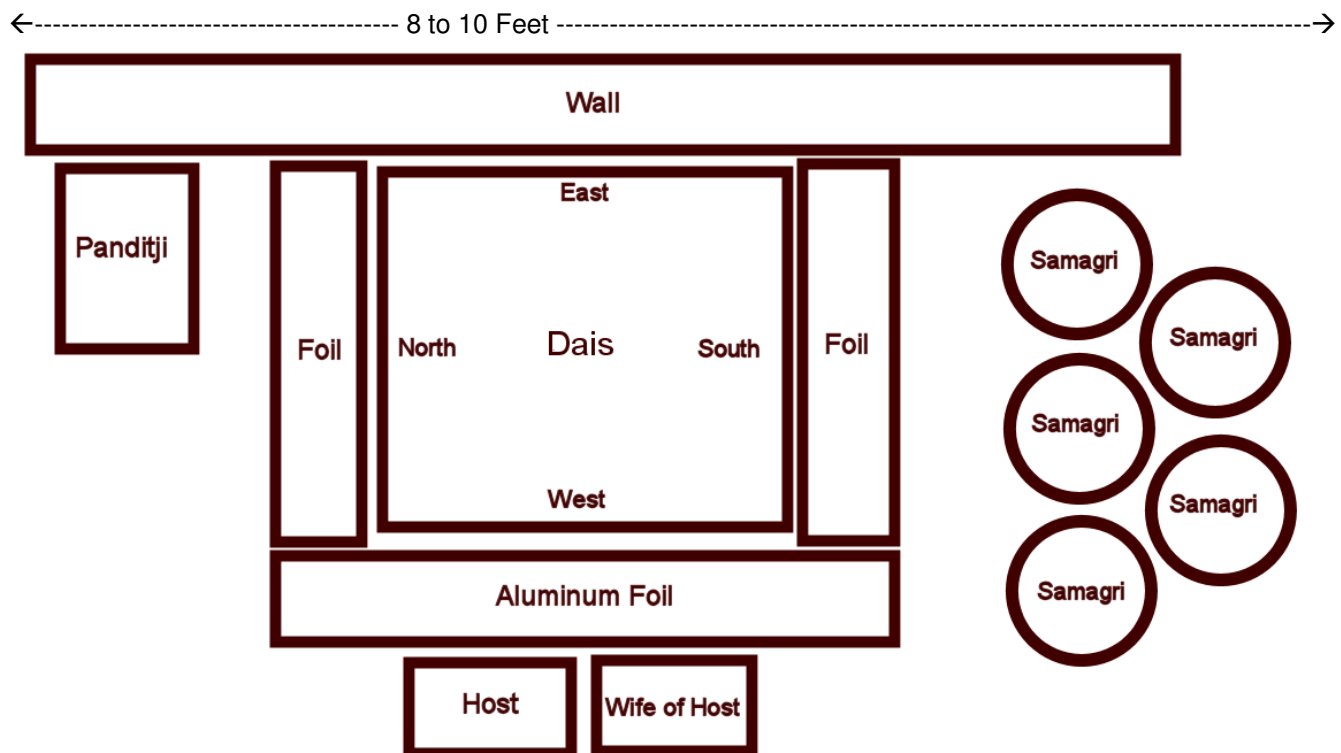 8 to 10 Feet
Wall
East
Panditji
Samagri
Samagri
Foil
North
Dais
South
Foil
Samagri
West
Samagri
Aluminum Foil
Samagri
Host
Wife of Host